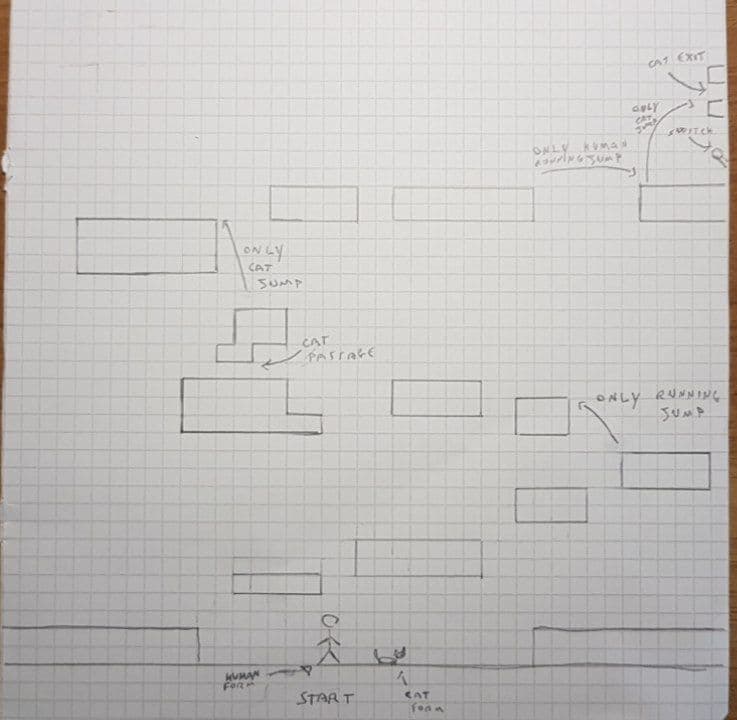 CAT EXIT
ONLY
CAT
JUMP
SWITCH
ONLY HUMAN
RUNNING JUMP
ONLY
CAT
JUMP
CAT
PASSAGE
ONLY RUNNING
JUMP
HUMAN
FORM
START
CAT
FORM